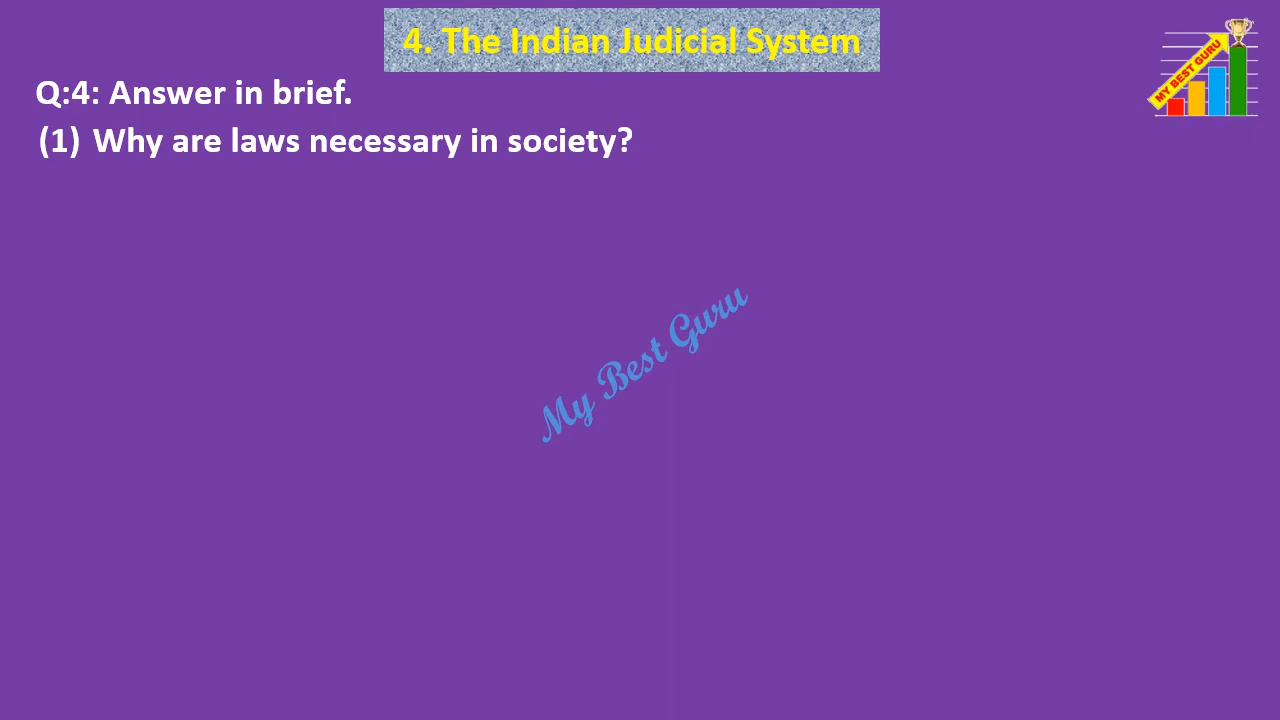 4. The Indian Judicial System
MY BEST GURU
Q:4: Answer in brief.
(1) Why are laws necessary in society?
My Best Guru